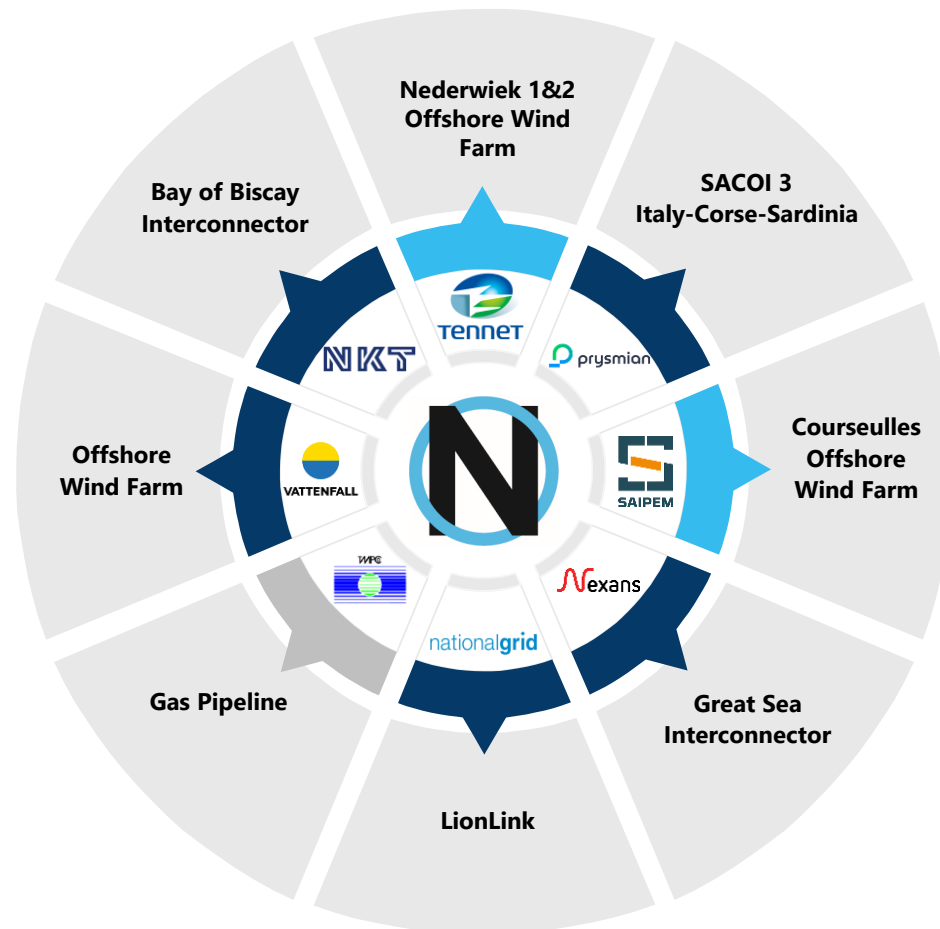 Nederwiek 1&2
Offshore Wind
Farm
SACOI 3
Italy-Corse-Sardinia
Courseulles
Offshore
Wind Farm
Great Sea
Interconnector
LionLink
Gas Pipeline
Offshore
Wind Farm
Bay of Biscay
Interconnector
TenneT
prysmian
SAIPEM
Nexans
nationalgrid
VATTENFALL
NKT
N